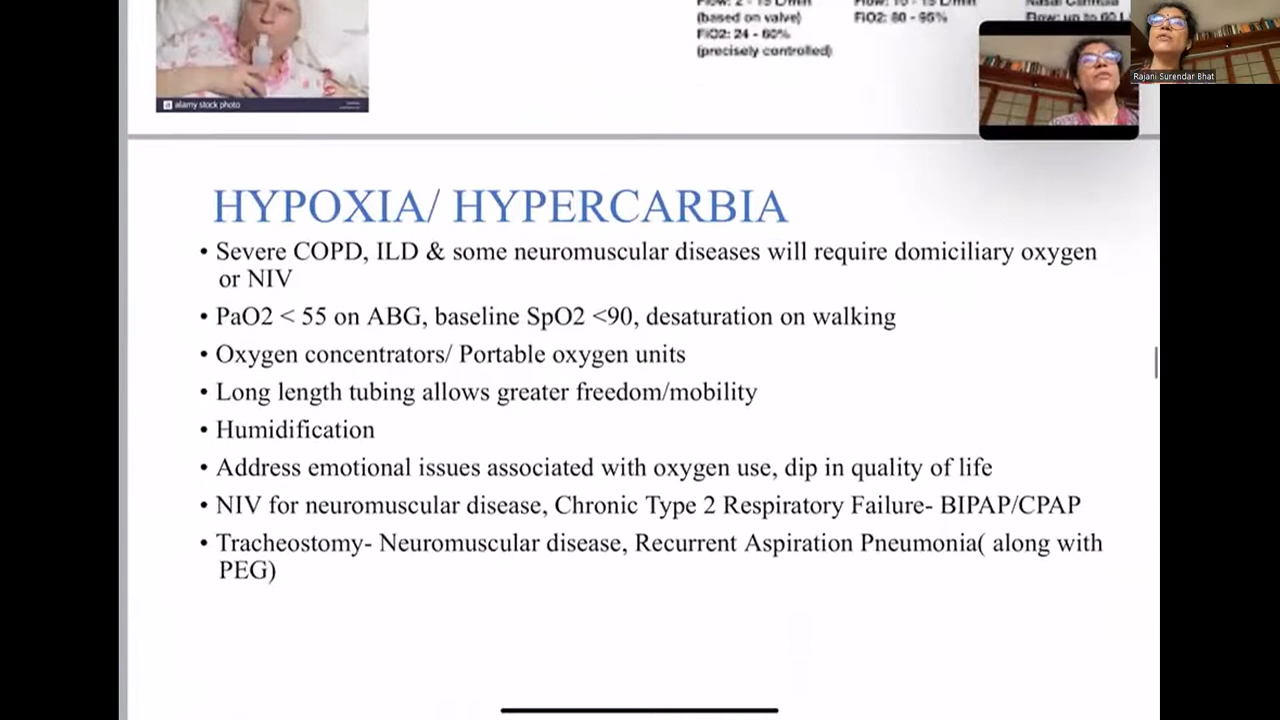 (based on valve)
FiO2: 24 - 60%
(precisely controlled)
FiO2: 80 - 95%
Rajani Surendar Bhat
a alamy stock photo
HYPOXIA/ HYPERCARBIA
• Severe COPD, ILD & some neuromuscular diseases will require domiciliary oxygen
or NIV
• PaO2 < 55 on ABG, baseline SpO2 <90, desaturation on walking
• Oxygen concentrators/ Portable oxygen units
• Long length tubing allows greater freedom/mobility
• Humidification
• Address emotional issues associated with oxygen use, dip in quality of life
• NIV for neuromuscular disease, Chronic Type 2 Respiratory Failure- BIPAP/CPAP
• Tracheostomy- Neuromuscular disease, Recurrent Aspiration Pneumonia( along with
PEG)